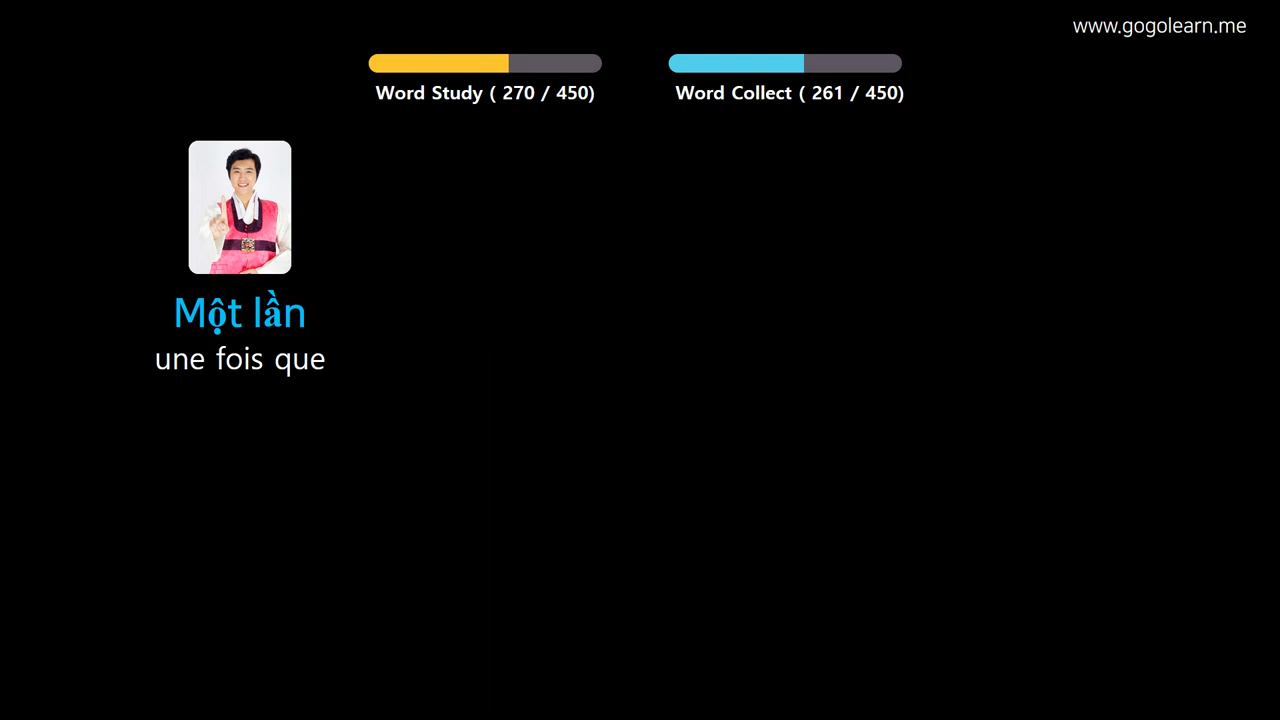 www.gogolearn.me
Word Study ( 270 / 450)
Word Collect ( 261 / 450)
Một lần
une fois que